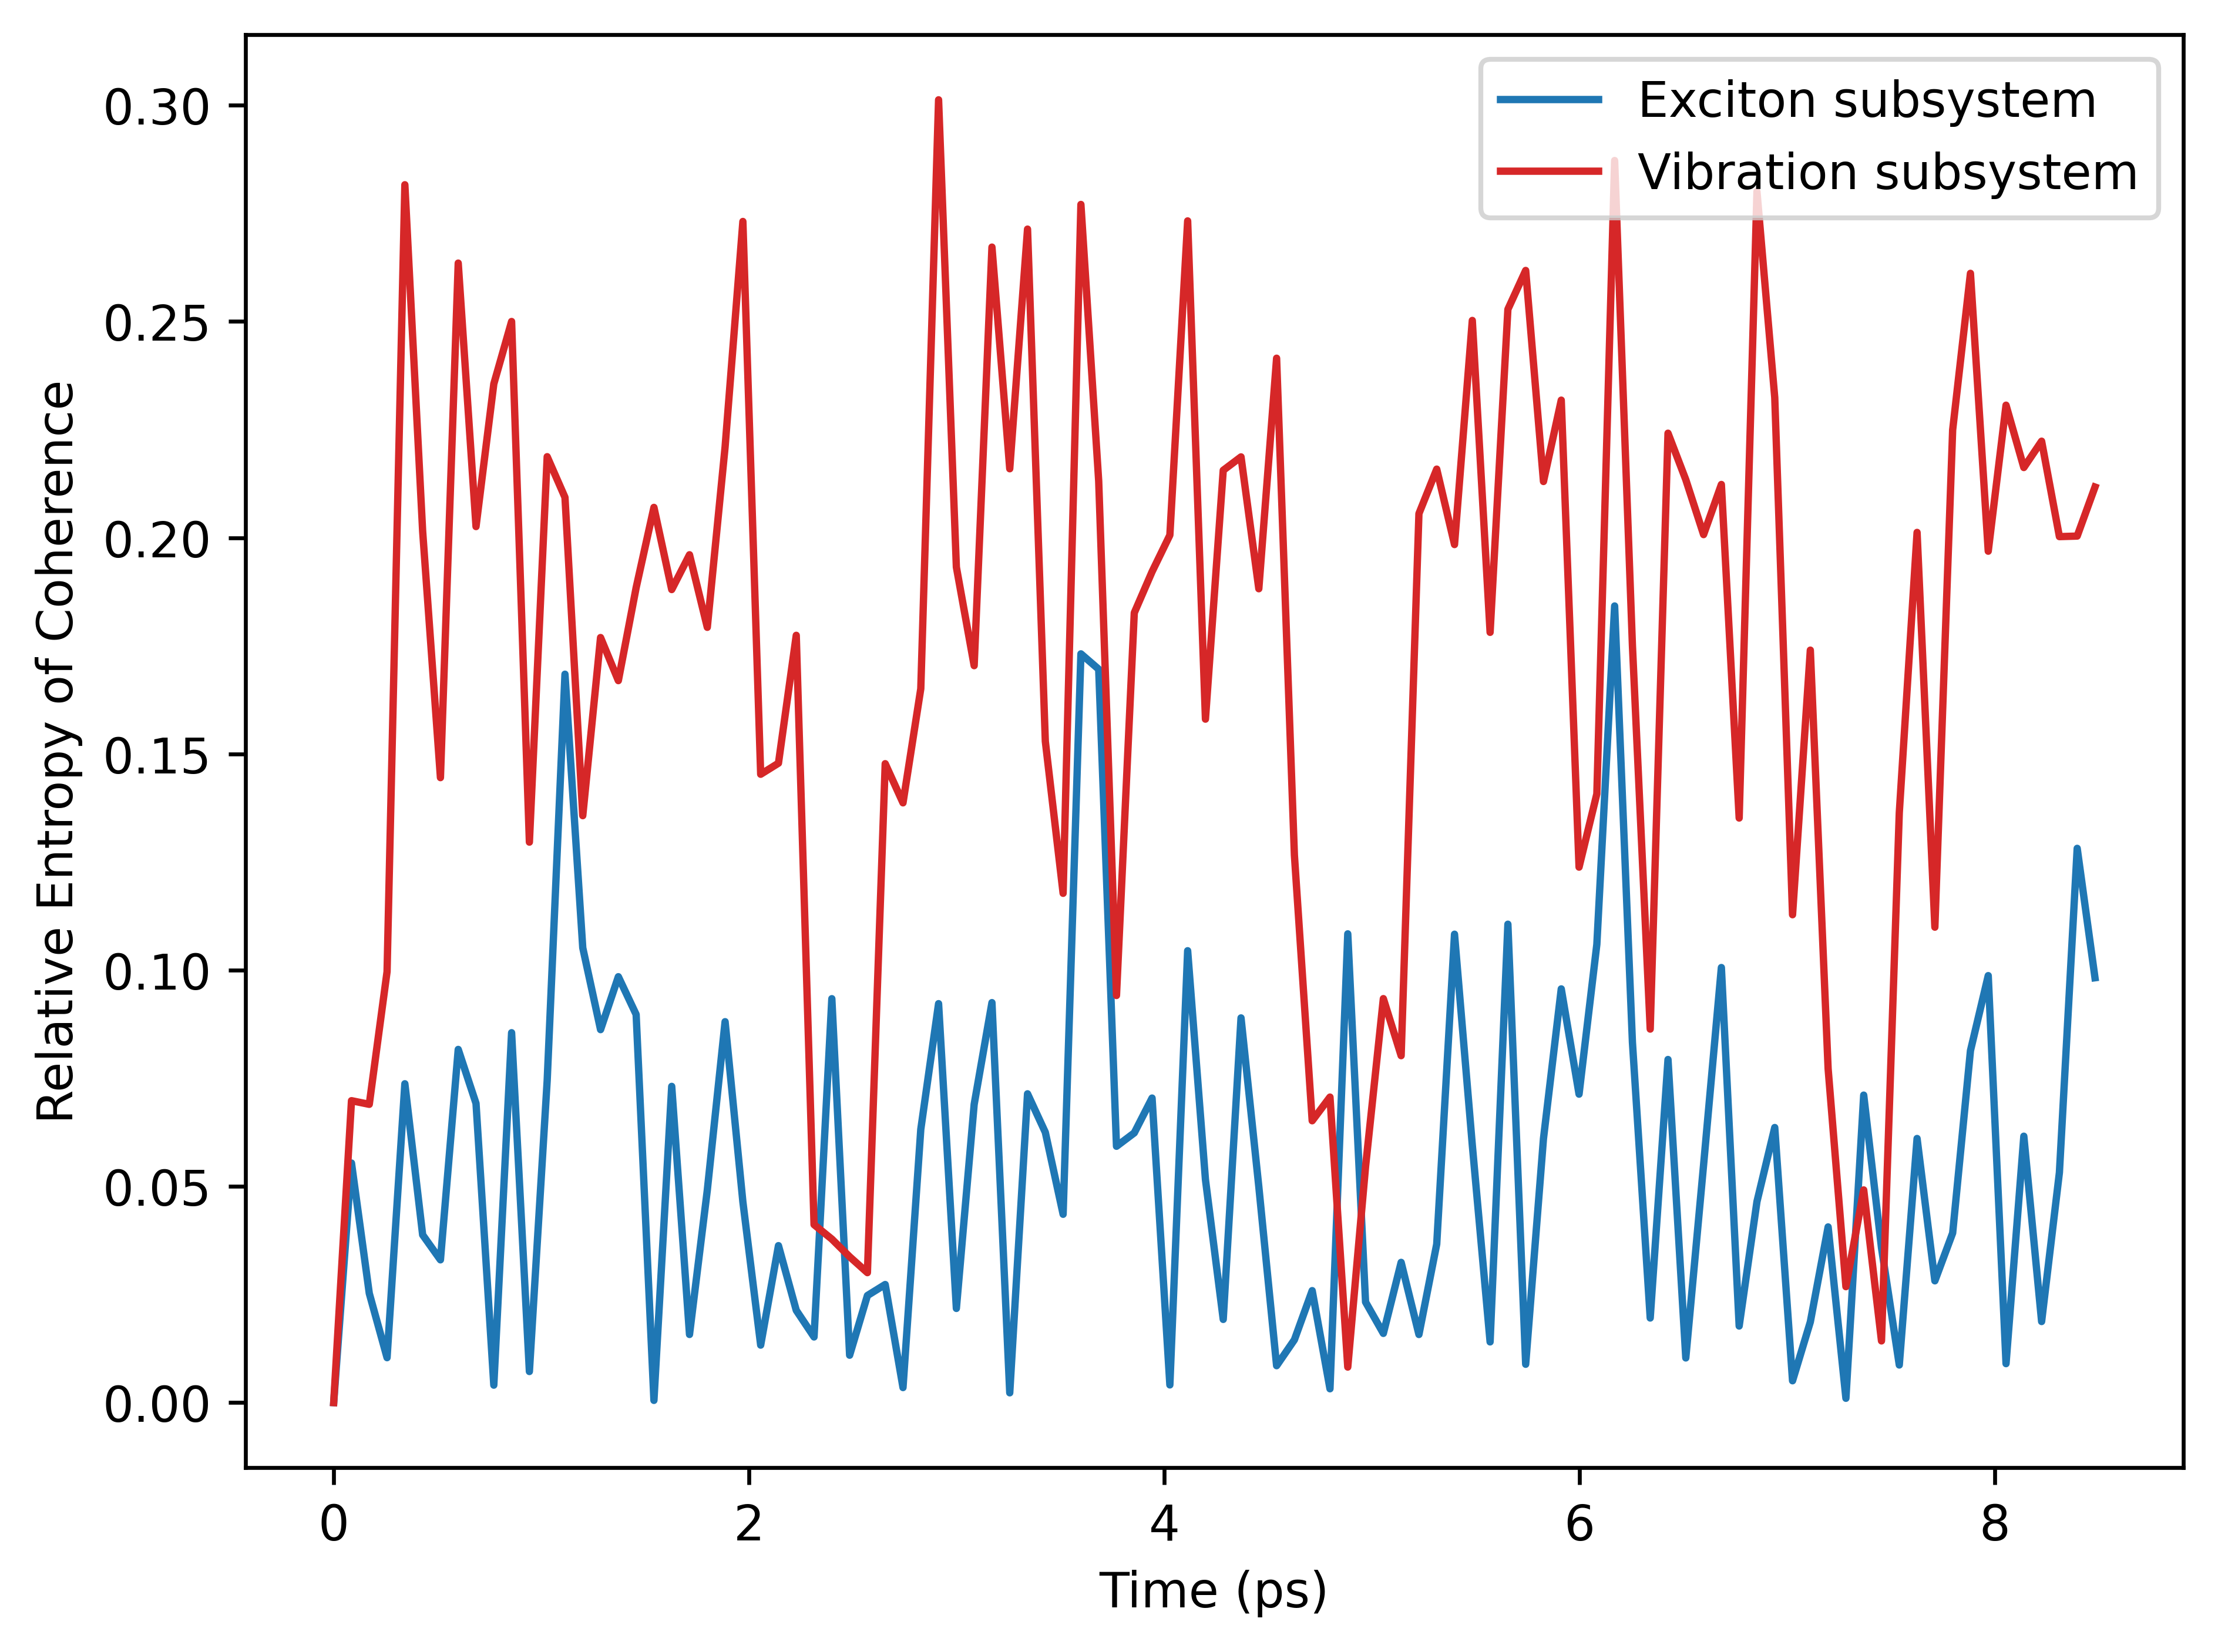 Exciton subsystem
Vibration subsystem
Relative Entropy of Coherence
0.30
0.25
0.20
0.15
0.10
0.05
0.00
0 2 4 6 8
Time (ps)